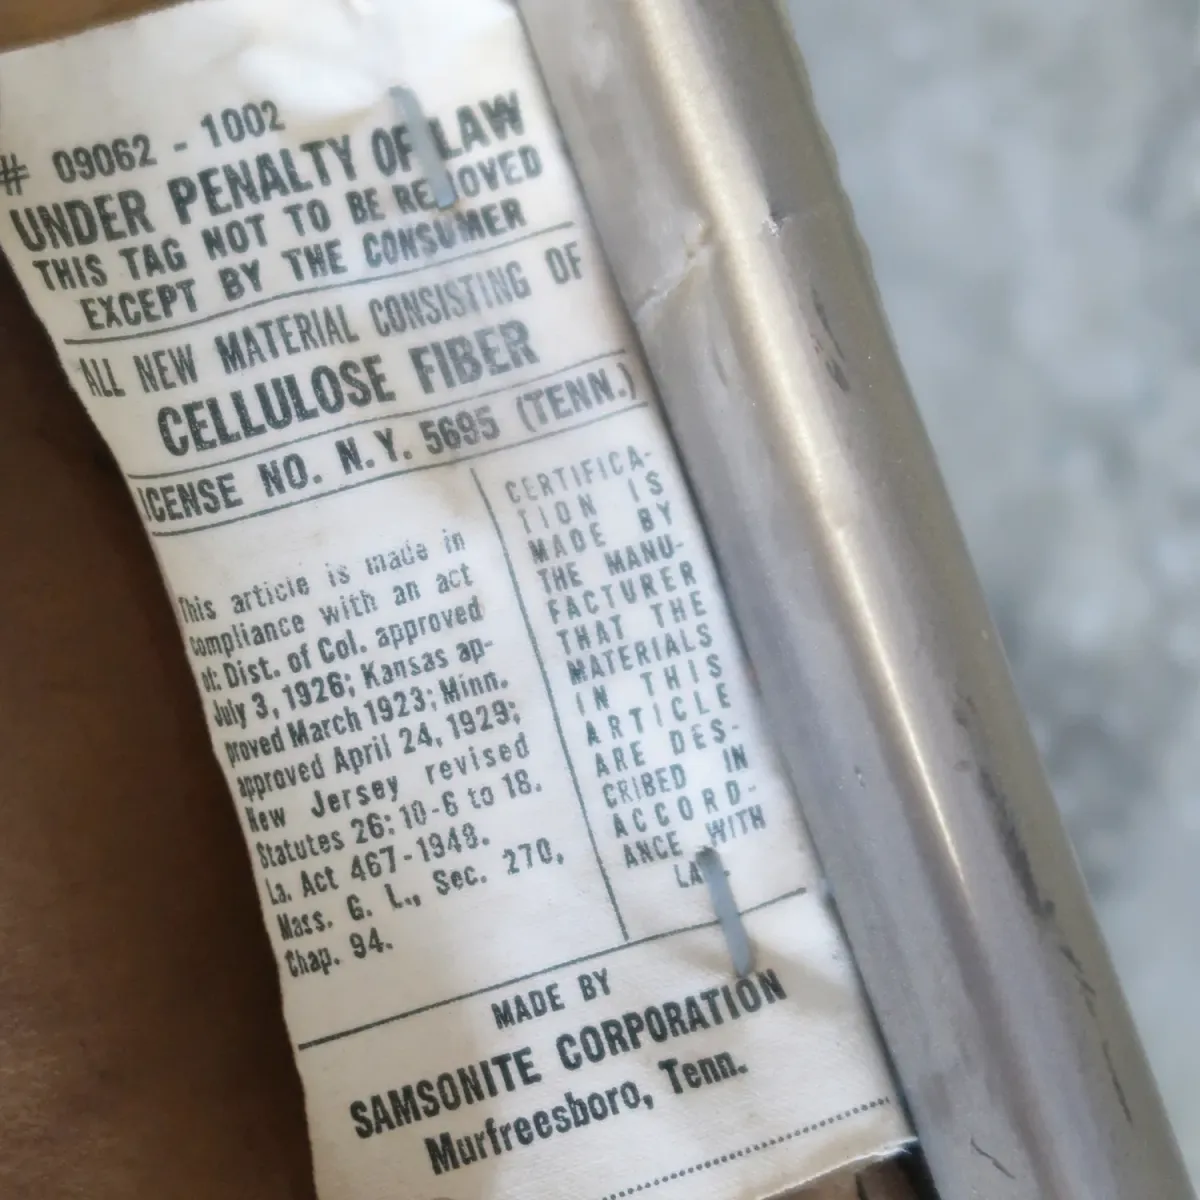 # 09062 - 1002
UNDER PENALTY OF LAW
THIS TAG NOT TO BE REMOVED
EXCEPT BY THE CONSUMER
ALL NEW MATERIAL CONSISTING OF
CELLULOSE FIBER
ICENSE NO. N.Y. 5695 (TENN.)
This article is made in
compliance with an act
of: Dist. of Col. approved
July 3, 1926; Kansas ap-
proved March 1923; Minn.
approved April 24, 1929;
New Jersey revised
Statutes 26: 10-6 to 18.
La. Act 467-1948.
Mass. G. L., Sec. 270,
Chap. 94.
CERTIFICA-
TION IS
MADE BY
THE MANU-
FACTURER
THAT THE
MATERIALS
IN THIS
ARTICLE
ARE DES-
CRIBED IN
ACCORD-
ANCE WITH
LAW.
MADE BY
SAMSONITE CORPORATION
Murfreesboro, Tenn.